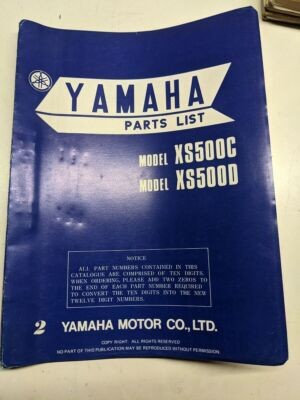 YAMAHA
PARTS LIST
MODEL XS500C
MODEL XS500D
NOTICE
ALL PART NUMBERS CONTAINED IN THIS
CATALOGUE ARE COMPRISED OF TEN DIGITS.
WHEN ORDERING, PLEASE ADD TWO ZEROS TO
THE END OF EACH PART NUMBER REQUIRED
TO CONVERT THE TEN DIGITS INTO THE NEW
TWELVE DIGIT NUMBERS.
2 YAMAHA MOTOR CO., LTD.
COPY RIGHT. ALL RIGHTS RESERVED
NO PART OF THIS PUBLICATION MAY BE REPRODUCED WITHOUT PERMISSION.